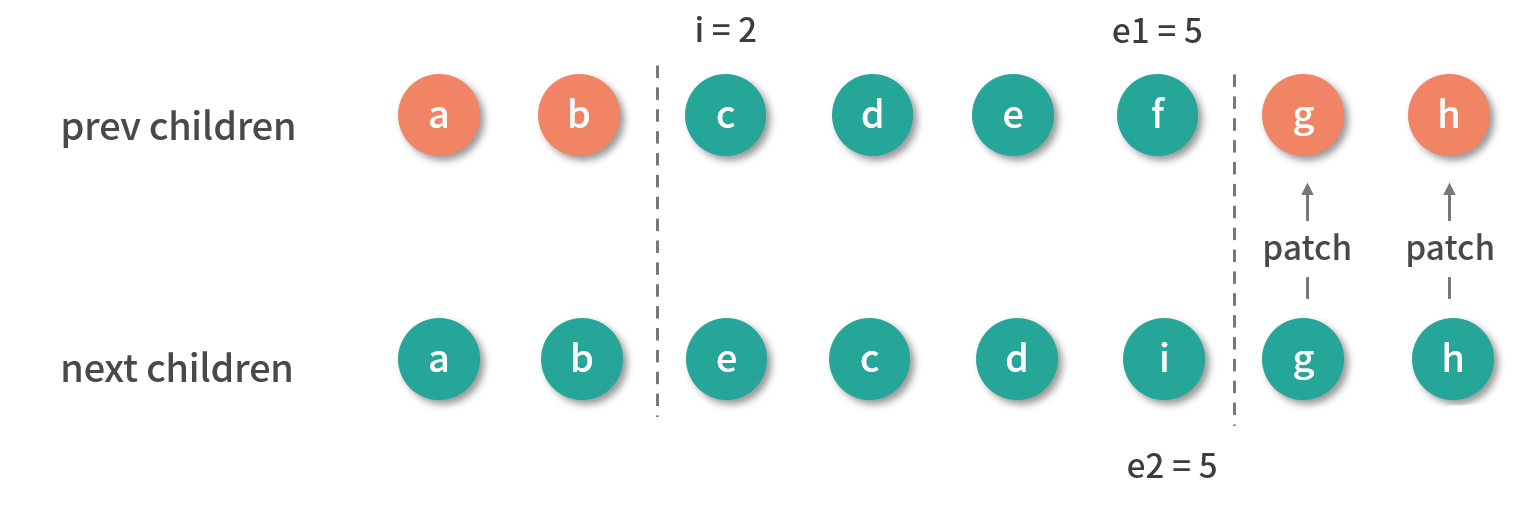 i = 2 e1 = 5
prev children a b c d e f g h
patch patch
next children a b e c d i g h
e2 = 5